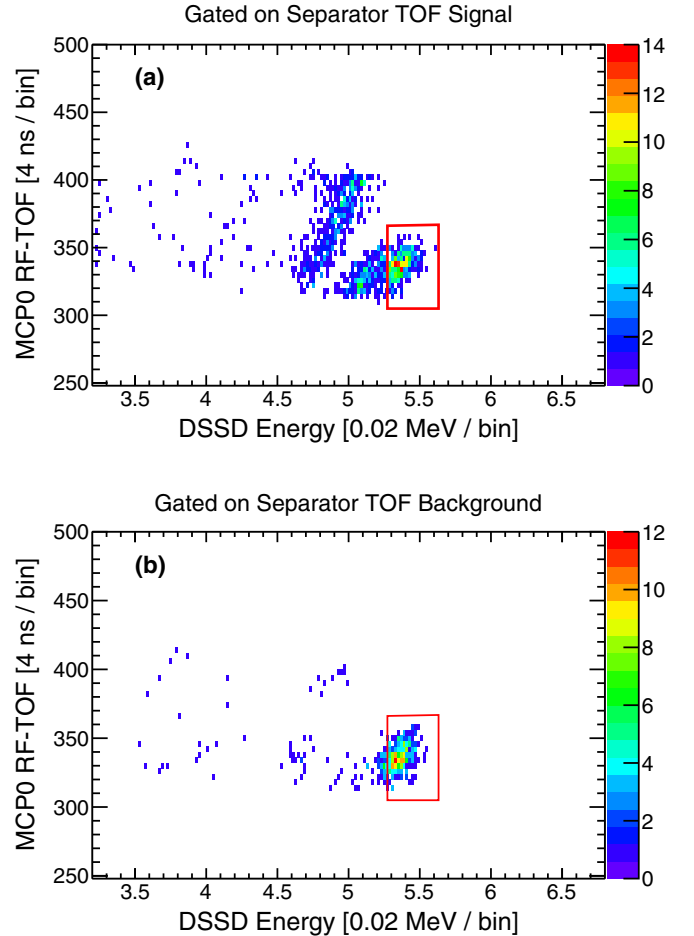 Gated on Separator TOF Signal
(a)
MCP0 RF-TOF [4 ns / bin]
500
450
400
350
300
250
3.5 4 4.5 5 5.5 6 6.5
DSSD Energy [0.02 MeV / bin]
14
12
10
8
6
4
2
0
Gated on Separator TOF Background
(b)
MCP0 RF-TOF [4 ns / bin]
500
450
400
350
300
250
3.5 4 4.5 5 5.5 6 6.5
DSSD Energy [0.02 MeV / bin]
12
10
8
6
4
2
0